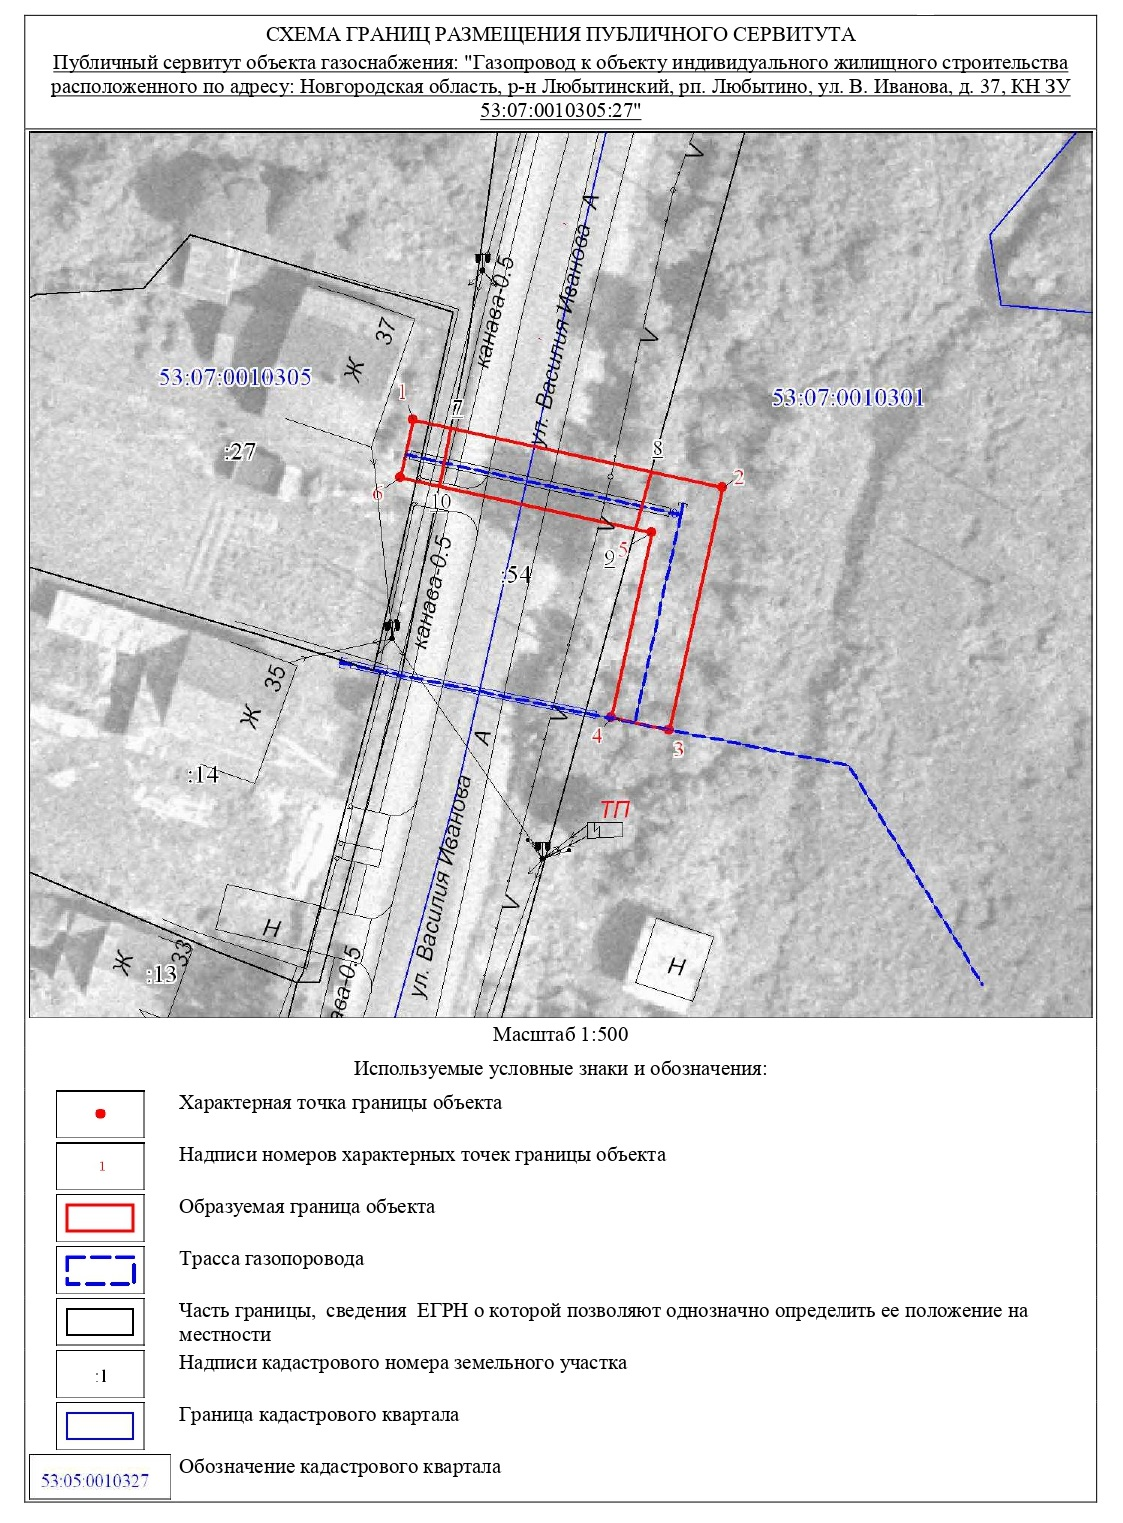 СХЕМА ГРАНИЦ РАЗМЕЩЕНИЯ ПУБЛИЧНОГО СЕРВИТУТА
Публичный сервитут объекта газоснабжения: "Газопровод к объекту индивидуального жилищного строительства
расположенного по адресу: Новгородская область, р-н Любытинский, рп. Любытино, ул. В. Иванова, д. 37, КН ЗУ
53:07:0010305:27"
V
А
ул. Василия Иванова
канава-0.5
37
Ж
V
53:07:0010305
53:07:0010301
1
7
:27
8
2
6
10
V
5
9
:54
канава-0.5
35
Ж
V
А
4
3
:14
ТП
ул. Василия Иванова
V
Н
Ж
33
:13
ава-0.5
Н
Масштаб 1:500
Используемые условные знаки и обозначения:
Характерная точка границы объекта
1
Надписи номеров характерных точек границы объекта
Образуемая граница объекта
Трасса газопоровода
Часть границы, сведения ЕГРН о которой позволяют однозначно определить ее положение на
местности
:1
Надписи кадастрового номера земельного участка
Граница кадастрового квартала
53:05:0010327
Обозначение кадастрового квартала